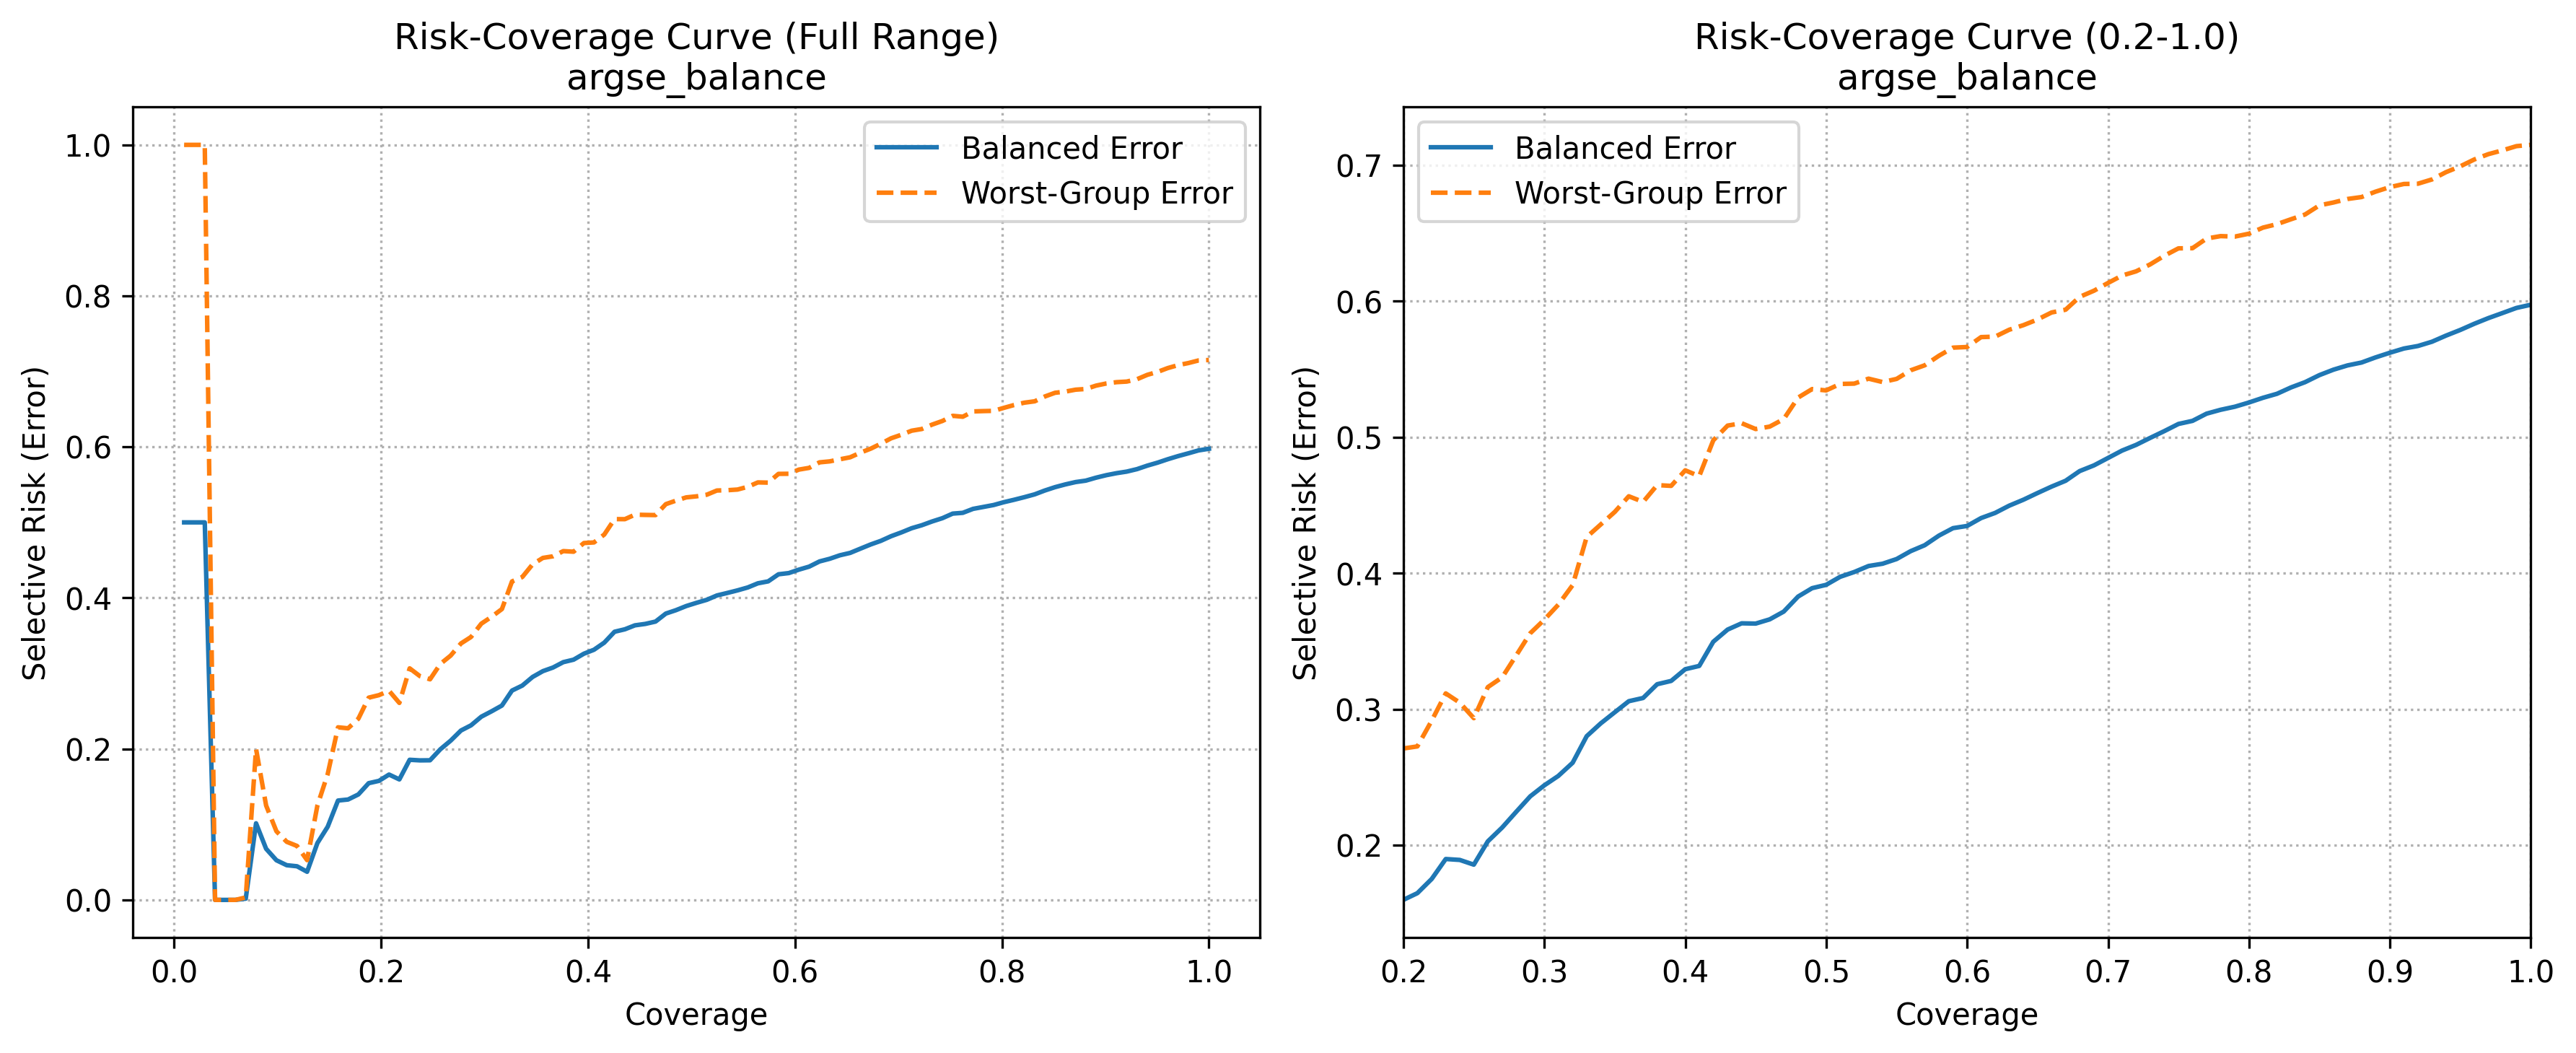 Risk-Coverage Curve (Full Range)
argse_balance
Selective Risk (Error)
1.0
0.8
0.6
0.4
0.2
0.0
0.0 0.2 0.4 0.6 0.8 1.0
Coverage
Balanced Error
Worst-Group Error
Risk-Coverage Curve (0.2-1.0)
argse_balance
Selective Risk (Error)
0.7
0.6
0.5
0.4
0.3
0.2
0.2 0.3 0.4 0.5 0.6 0.7 0.8 0.9 1.0
Coverage
Balanced Error
Worst-Group Error